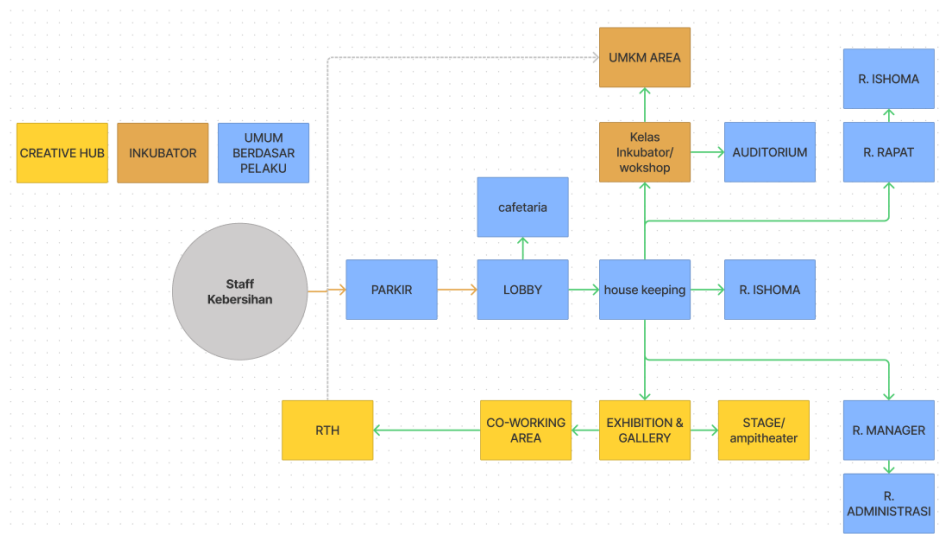 UMKM AREA
R. ISHOMA
CREATIVE HUB
INKUBATOR
UMUM
BERDASAR
PELAKU
Kelas
Inkubator/
wokshop
AUDITORIUM
R. RAPAT
cafetaria
Staff
Kebersihan
PARKIR
LOBBY
house keeping
R. ISHOMA
RTH
CO-WORKING
AREA
EXHIBITION &
GALLERY
STAGE/
ampitheater
R. MANAGER
R.
ADMINISTRASI